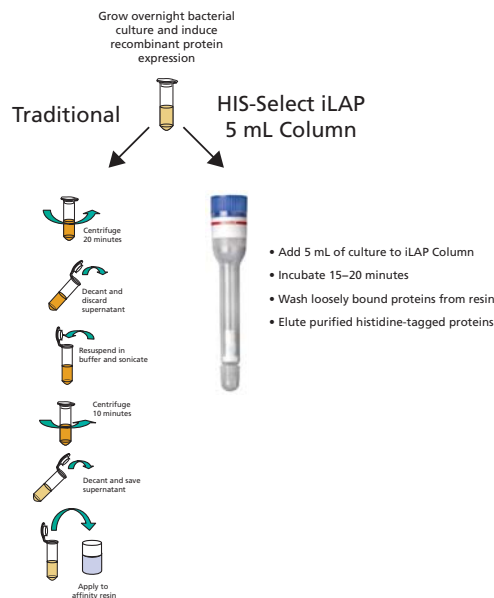 Grow overnight bacterial
culture and induce
recombinant protein
expression
Traditional
HIS-Select iLAP
5 mL Column
Centrifuge
20 minutes
Decant and
discard
supernatant
Resuspend in
buffer and sonicate
Centrifuge
10 minutes
Decant and save
supernatant
Apply to
affinity resin
• Add 5 mL of culture to iLAP Column
• Incubate 15–20 minutes
• Wash loosely bound proteins from resin
• Elute purified histidine-tagged proteins